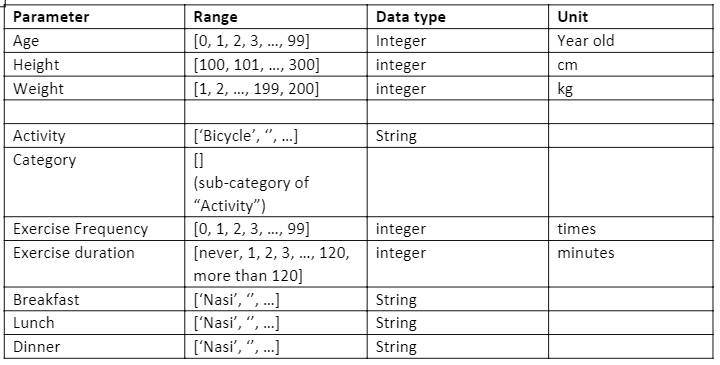 Parameter Range Data type Unit
Age [0, 1, 2, 3, …, 99] Integer Year old
Height [100, 101, …, 300] integer cm
Weight [1, 2, …, 199, 200] integer kg
Activity [‘Bicycle’, ‘’, …] String
Category []
(sub-category of
“Activity”)
Exercise Frequency [0, 1, 2, 3, …, 99] integer times
Exercise duration [never, 1, 2, 3, …, 120, integer minutes
more than 120]
Breakfast [‘Nasi’, ‘’, …] String
Lunch [‘Nasi’, ‘’, …] String
Dinner [‘Nasi’, ‘’, …] String